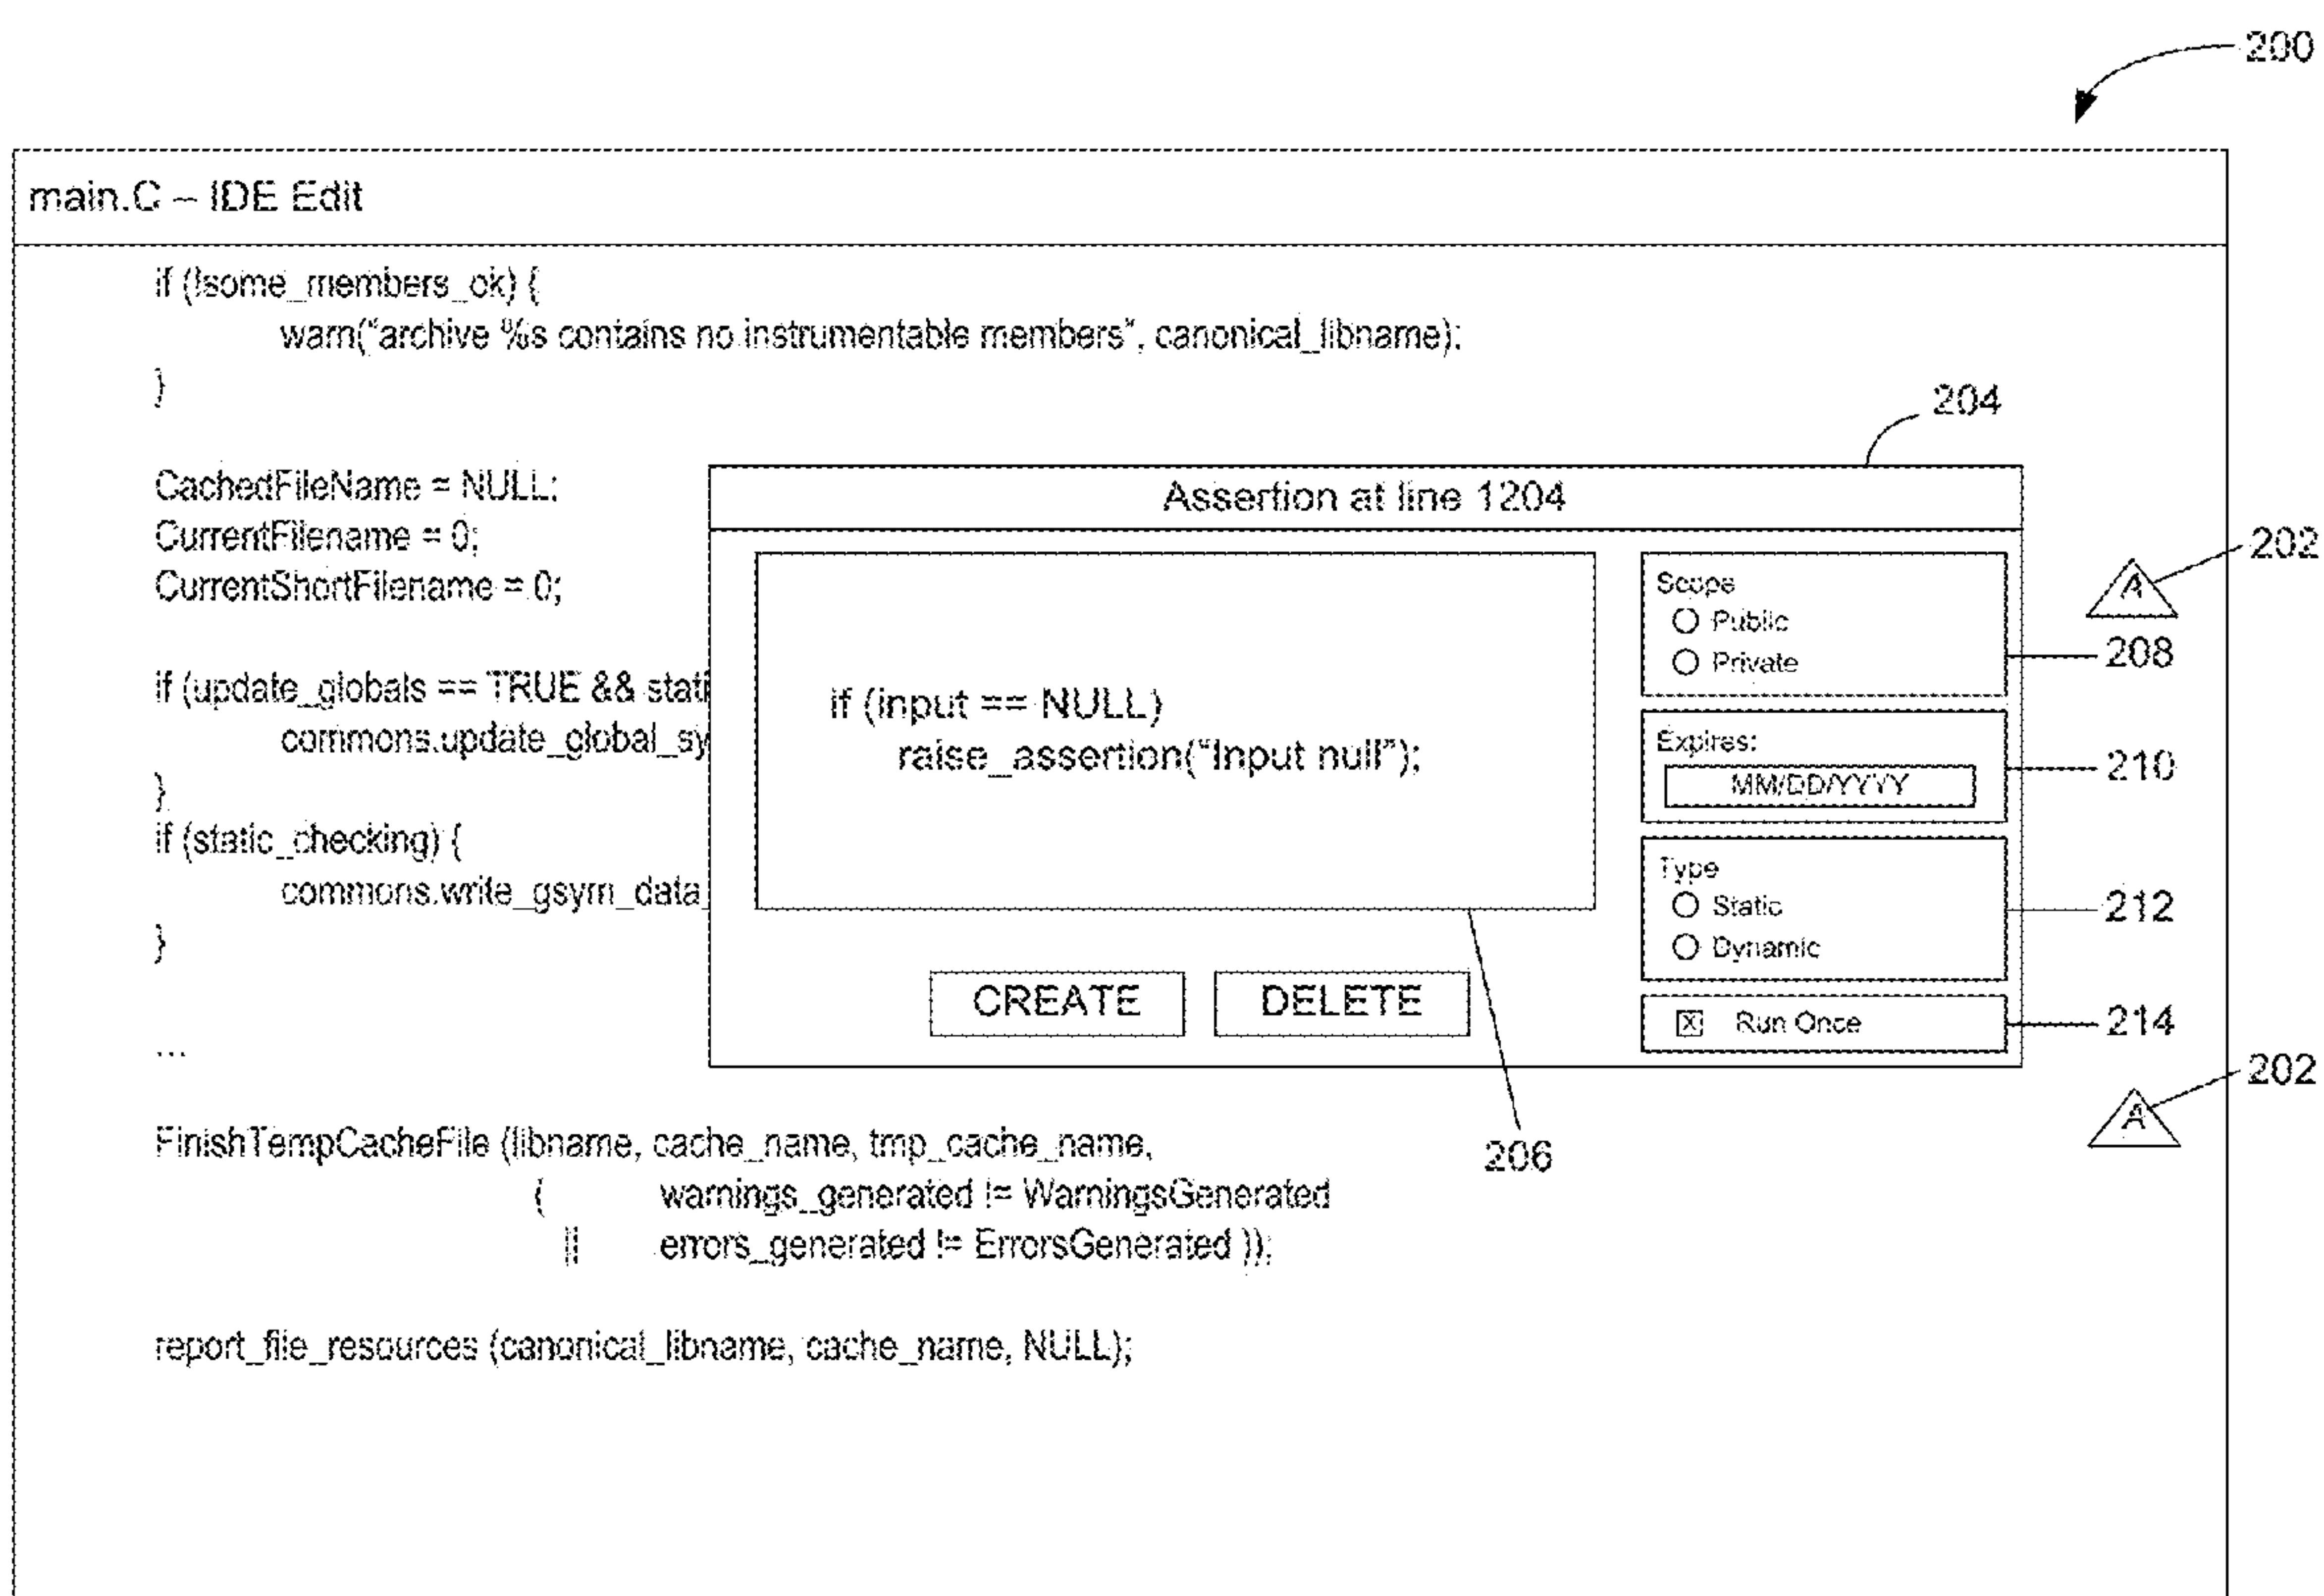 200
main.C – IDE Edit
if (!some_members_ok) {
warn("archive %s contains no instrumentable members", canonical_libname);
}
204
CachedFileName = NULL;
CurrentFilename = 0;
CurrentShortFilename = 0;
if (update_globals == TRUE && stati
commons.update_global_sy
}
if (static_checking) {
commons.write_gsym_data_
}
...
Assertion at line 1204
if (input == NULL)
raise_assertion("Input null");
CREATE DELETE
Scope
Public
Private
Expires:
MM/DD/YYYY
Type
Static
Dynamic
X Run Once
A 202
208
210
212
214
A 202
206
FinishTempCacheFile (libname, cache_name, tmp_cache_name,
( warnings_generated != WarningsGenerated
|| errors_generated != ErrorsGenerated ));
report_file_resources (canonical_libname, cache_name, NULL);